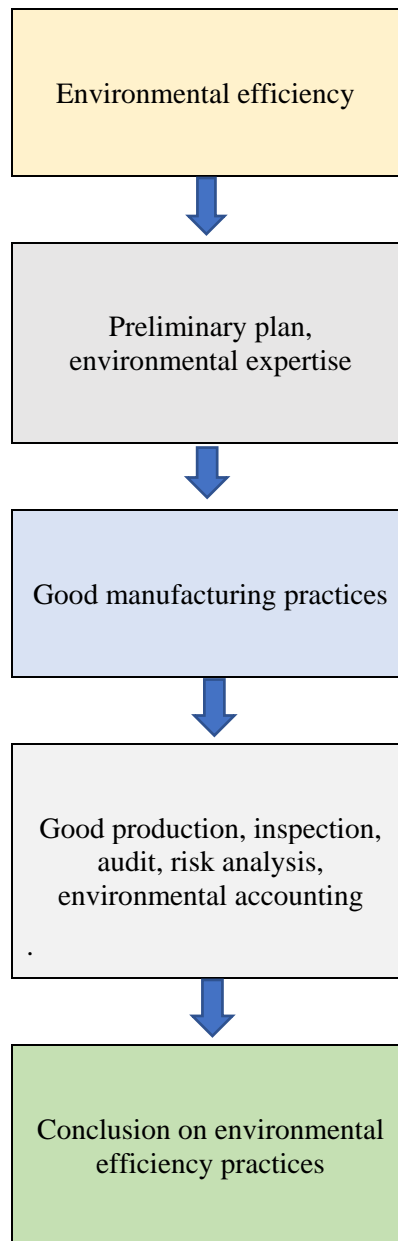 Environmental efficiency
Preliminary plan,
environmental expertise
Good manufacturing practices
Good production, inspection,
audit, risk analysis,
environmental accounting
.
Conclusion on environmental
efficiency practices